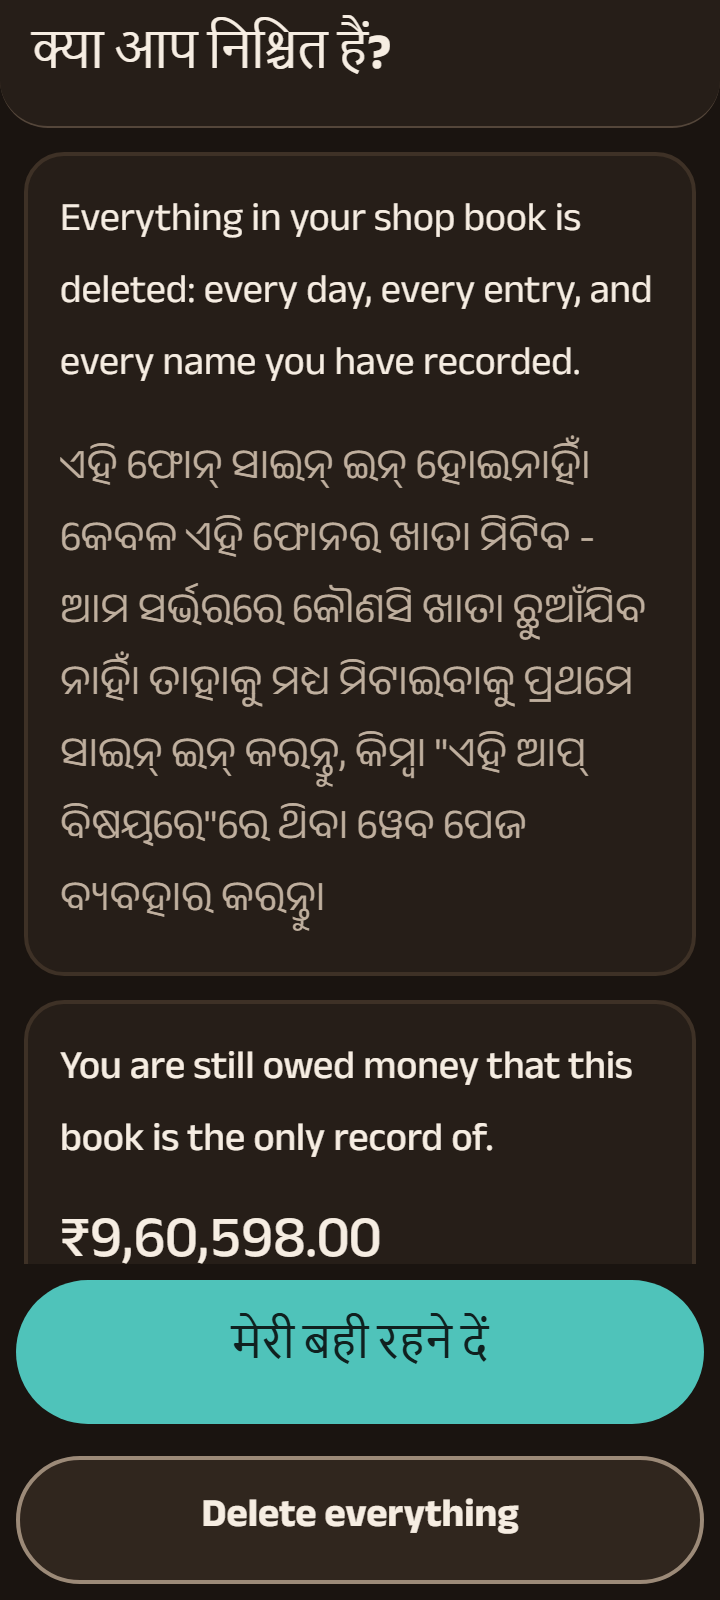 क्या आप निश्चित हैं?
Everything in your shop book is
deleted: every day, every entry, and
every name you have recorded.
ଏହି ଫୋନ୍ ସାଇନ୍ ଇନ୍ ହୋଇନାହିଁ।
କେବଳ ଏହି ଫୋନର ଖାତା ମିଟିବ -
ଆମ ସର୍ଭରରେ କୌଣସି ଖାତା ଛୁଆଁଯିବ
ନାହିଁ। ତାହାକୁ ମଧ୍ୟ ମିଟାଇବାକୁ ପ୍ରଥମେ
ସାଇନ୍ ଇନ୍ କରନ୍ତୁ, କିମ୍ବା "ଏହି ଆପ୍
ବିଷୟରେ"ରେ ଥିବା ୱେବ ପେଜ
ବ୍ୟବହାର କରନ୍ତୁ।
You are still owed money that this
book is the only record of.
₹9,60,598.00
मेरी बही रहने दें
Delete everything